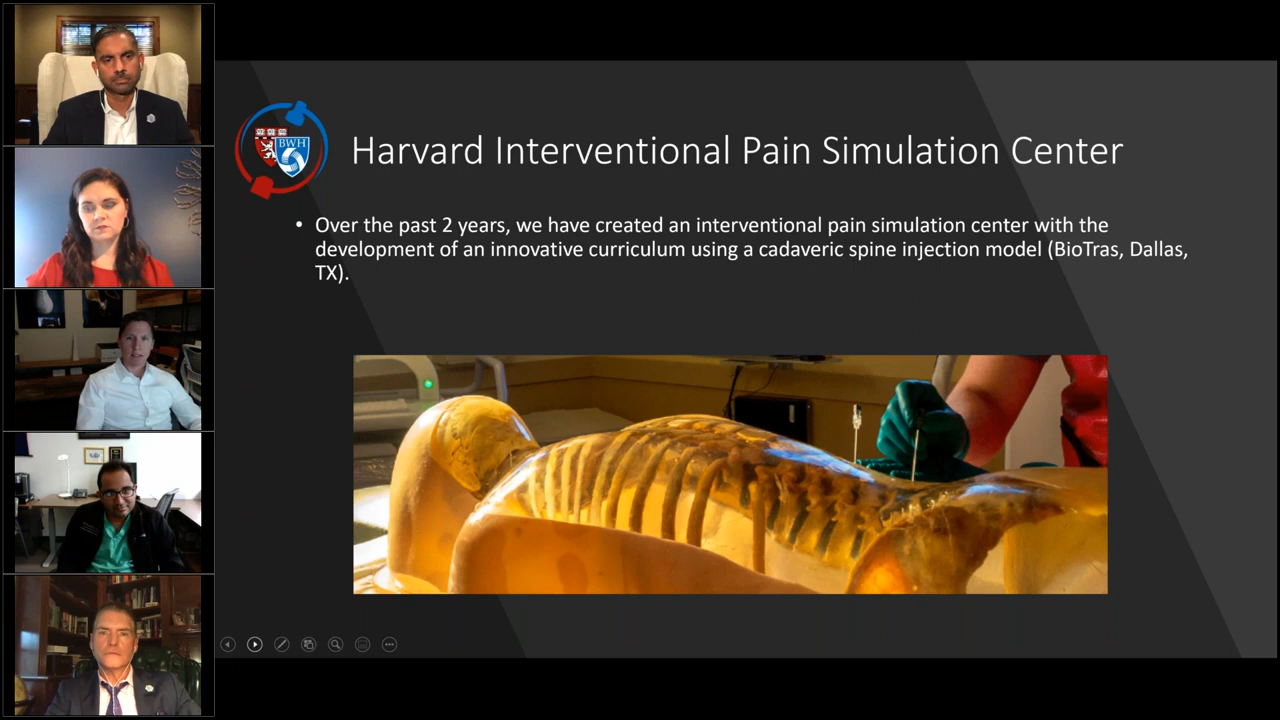 BWH
Harvard Interventional Pain Simulation Center
• Over the past 2 years, we have created an interventional pain simulation center with the
development of an innovative curriculum using a cadaveric spine injection model (BioTras, Dallas,
TX).